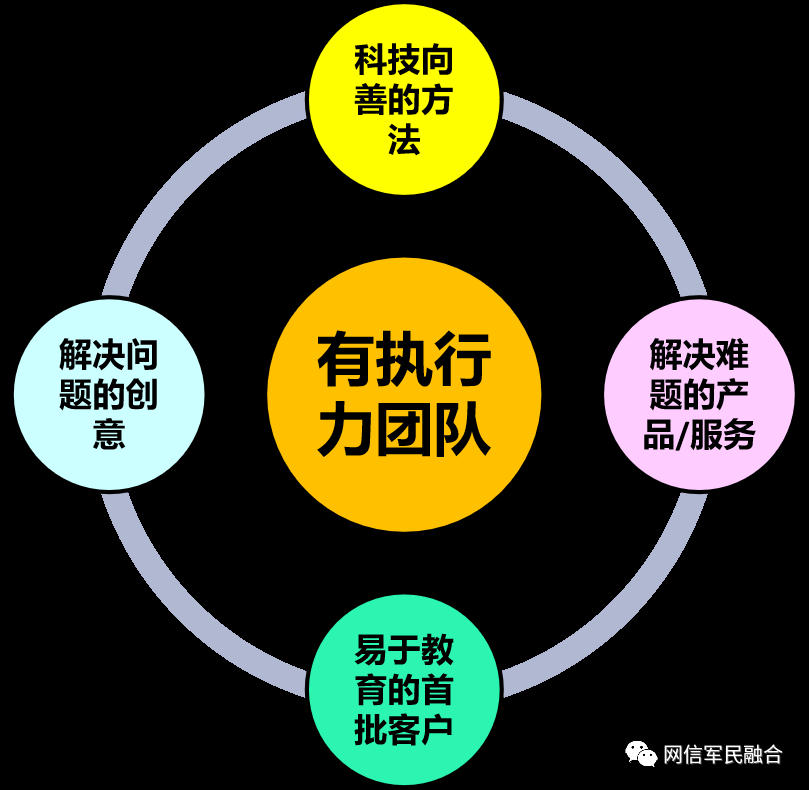 科技向
善的方
法
解决问
题的创
意
有执行
力团队
解决难
题的产
品/服务
易于教
育的首
批客户
网信军民融合